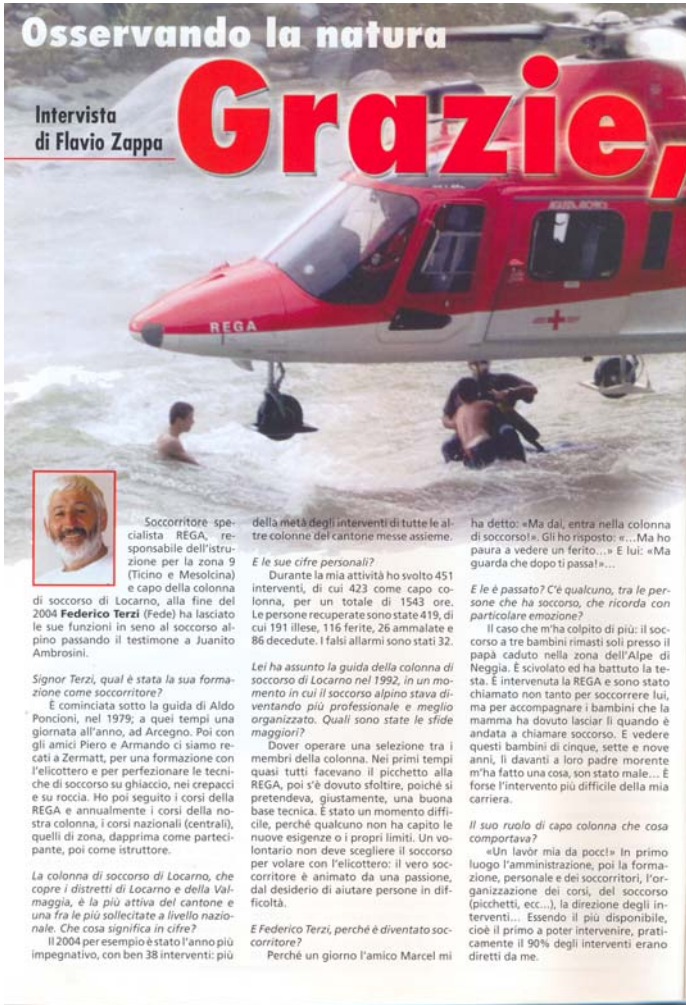 Osservando la natura
Intervista
di Flavio Zappa
Grazie,
REGA
Soccorritore spe-
cialista REGA, re-
sponsabile dell'istru-
zione per la zona 9
(Ticino e Mesolcina)
e capo della colonna
di soccorso di Locarno, alla fine del
2004 Federico Terzi (Fede) ha lasciato
le sue funzioni in seno al soccorso al-
pino passando il testimone a Juanito
Ambrosini.
Signor Terzi, qual è stata la sua forma-
zione come soccorritore?
È cominciata sotto la guida di Aldo
Poncioni, nel 1979; a quei tempi una
giornata all'anno, ad Arcegno. Poi con
gli amici Piero e Armando ci siamo re-
cati a Zermatt, per una formazione con
l'elicottero e per perfezionare le tecni-
che di soccorso su ghiaccio, nei crepacci
e su roccia. Ho poi seguito i corsi della
REGA e annualmente i corsi della no-
stra colonna, i corsi nazionali (centrali),
quelli di zona, dapprima come parteci-
pante, poi come istruttore.
La colonna di soccorso di Locarno, che
copre i distretti di Locarno e della Val-
maggia, è la più attiva del cantone e
una fra le più sollecitate a livello nazio-
nale. Che cosa significa in cifre?
Il 2004 per esempio è stato l'anno più
impegnativo, con ben 38 interventi: più
della metà degli interventi di tutte le al-
tre colonne del cantone messe assieme.
E le sue cifre personali?
Durante la mia attività ho svolto 451
interventi, di cui 423 come capo co-
lonna, per un totale di 1543 ore.
Le persone recuperate sono state 419, di
cui 191 illese, 116 ferite, 26 ammalate e
86 decedute. I falsi allarmi sono stati 32.
Lei ha assunto la guida della colonna di
soccorso di Locarno nel 1992, in un mo-
mento in cui il soccorso alpino stava di-
ventando più professionale e meglio
organizzato. Quali sono state le sfide
maggiori?
Dover operare una selezione tra i
membri della colonna. Nei primi tempi
quasi tutti facevano il picchetto alla
REGA, poi s'è dovuto sfoltire, poiché si
pretendeva, giustamente, una buona
base tecnica. È stato un momento diffi-
cile, perché qualcuno non ha capito le
nuove esigenze o i propri limiti. Un vo-
lontario non deve scegliere il soccorso
per volare con l'elicottero: il vero soc-
corritore è animato da una passione,
dal desiderio di aiutare persone in dif-
ficoltà.
E Federico Terzi, perché è diventato soc-
corritore?
Perché un giorno l'amico Marcel mi
ha detto: «Ma dai, entra nella colonna
di soccorso!». Gli ho risposto: «...Ma ho
paura a vedere un ferito...» E lui: «Ma
guarda che dopo ti passa!»...
E le è passato? C'è qualcuno, tra le per-
sone che ha soccorso, che ricorda con
particolare emozione?
Il caso che m'ha colpito di più: il soc-
corso a tre bambini rimasti soli presso il
papà caduto nella zona dell'Alpe di
Neggia. È scivolato ed ha battuto la te-
sta. È intervenuta la REGA e sono stato
chiamato non tanto per soccorrere lui,
ma per accompagnare i bambini che la
mamma ha dovuto lasciar lì quando è
andata a chiamare soccorso. E vedere
questi bambini di cinque, sette e nove
anni, lì davanti a loro padre morente
m'ha fatto una cosa, son stato male... È
forse l'intervento più difficile della mia
carriera.
Il suo ruolo di capo colonna che cosa
comportava?
«Un lavòr mia da pocc!» In primo
luogo l'amministrazione, poi la forma-
zione, personale e dei soccorritori, l'or-
ganizzazione dei corsi, del soccorso
(picchetti, ecc...), la direzione degli in-
terventi... Essendo il più disponibile,
cioè il primo a poter intervenire, prati-
camente il 90% degli interventi erano
diretti da me.